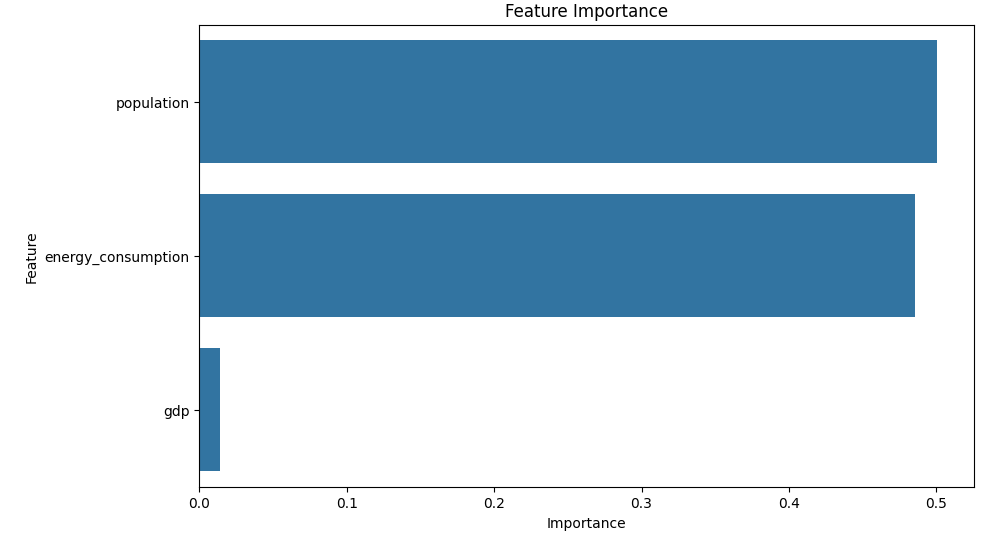 Feature Importance
population
energy_consumption
gdp
Feature
0.0 0.1 0.2 0.3 0.4 0.5
Importance